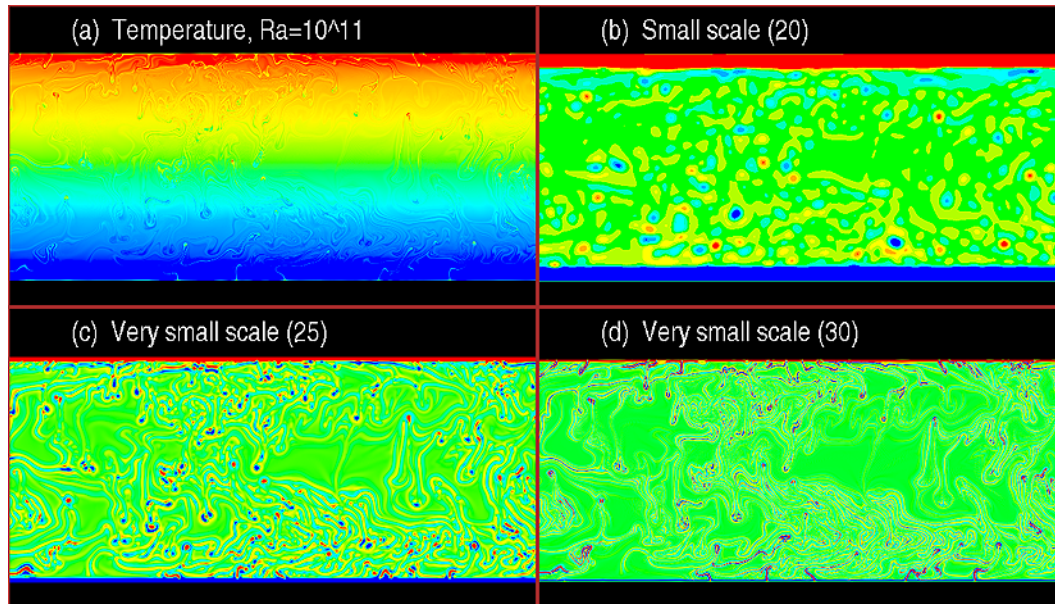 (a) Temperature, Ra=10^11
(b) Small scale (20)
(c) Very small scale (25)
(d) Very small scale (30)